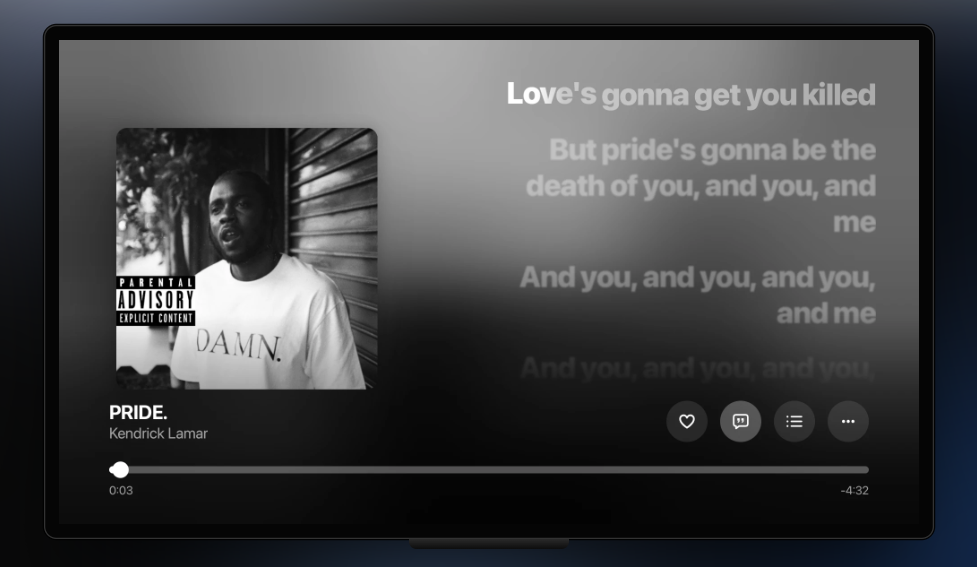 Love's gonna get you killed
But pride's gonna be the
death of you, and you, and
me
And you, and you, and you,
and me
And you, and you, and you,
PARENTAL
ADVISORY
EXPLICIT CONTENT
DAMN.
PRIDE.
Kendrick Lamar
0:03
-4:32